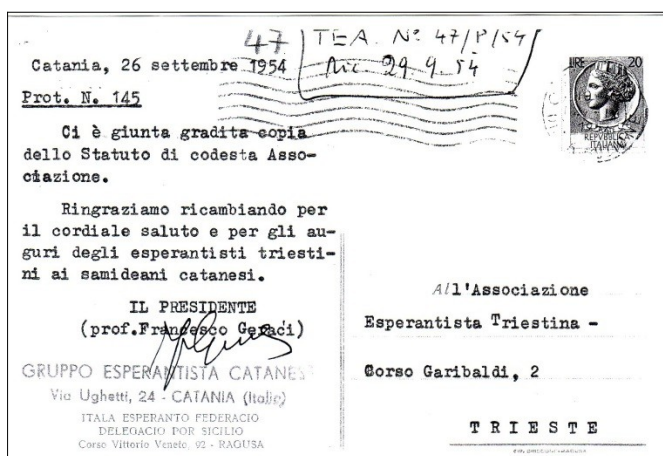 47
TEA. Nº 47/P/54
Ric. 29.9.54
Catania, 26 settembre 1954
Prot. N. 145
Ci è giunta gradita copia
dello Statuto di codesta Asso-
ciazione.
Ringraziamo ricambiando per
il cordiale saluto e per gli au-
guri degli esperantisti triesti-
ni ai samideani catanesi.
IL PRESIDENTE
(prof.Francesco Geraci)
GRUPPO ESPERANTISTA CATANESE
Via Ughetti, 24 - CATANIA (Italio)
ITALA ESPERANTO FEDERACIO
DELEGACIO POR SICILIO
Corso Vittorio Veneto, 92 - RAGUSA
LIRE 20
REPVBBLICA
ITALIANA
All'Associazione
Esperantista Triestina -
Corso Garibaldi, 2
TRIESTE